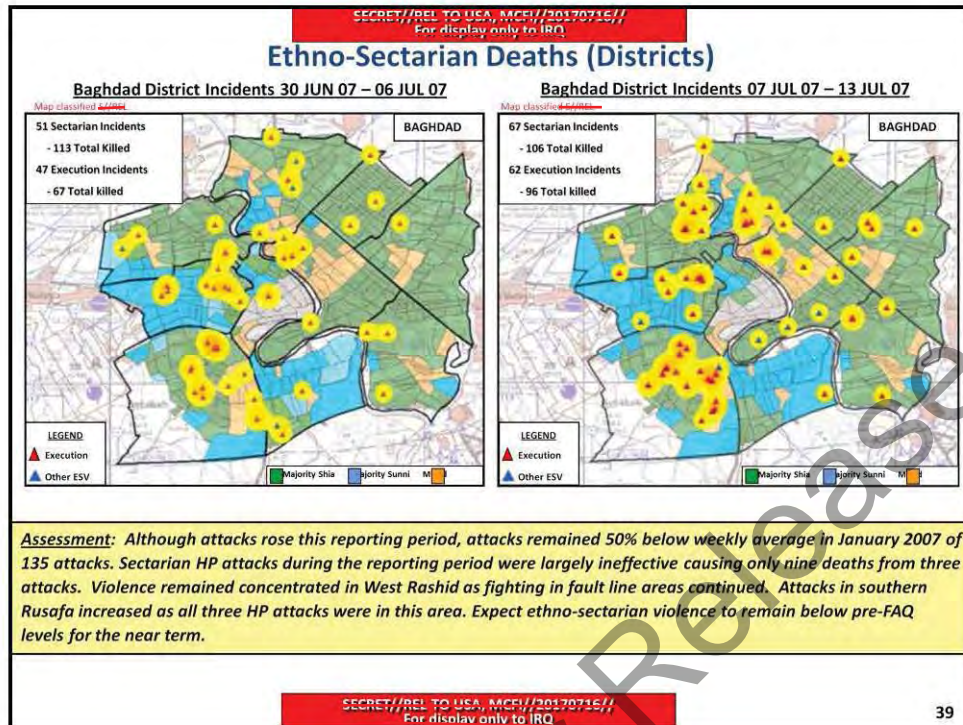 SECRET//REL TO USA, MCFI//20170716//
For display only to IRQ
Ethno-Sectarian Deaths (Districts)
Baghdad District Incidents 30 JUN 07 – 06 JUL 07
Map classified S//REL
51 Sectarian Incidents
- 113 Total Killed
47 Execution Incidents
- 67 Total killed
BAGHDAD
LEGEND
Execution
Other ESV
Majority Shia
Majority Sunni
Baghdad District Incidents 07 JUL 07 – 13 JUL 07
Map classified S//REL
67 Sectarian Incidents
- 106 Total Killed
62 Execution Incidents
- 96 Total killed
BAGHDAD
LEGEND
Execution
Other ESV
Majority Shia
ajority Sunni
Assessment: Although attacks rose this reporting period, attacks remained 50% below weekly average in January 2007 of
135 attacks. Sectarian HP attacks during the reporting period were largely ineffective causing only nine deaths from three
attacks. Violence remained concentrated in West Rashid as fighting in fault line areas continued. Attacks in southern
Rusafa increased as all three HP attacks were in this area. Expect ethno-sectarian violence to remain below pre-FAQ
levels for the near term.
SECRET//REL TO USA, MCFI//20170716//
For display only to IRQ
39
Release